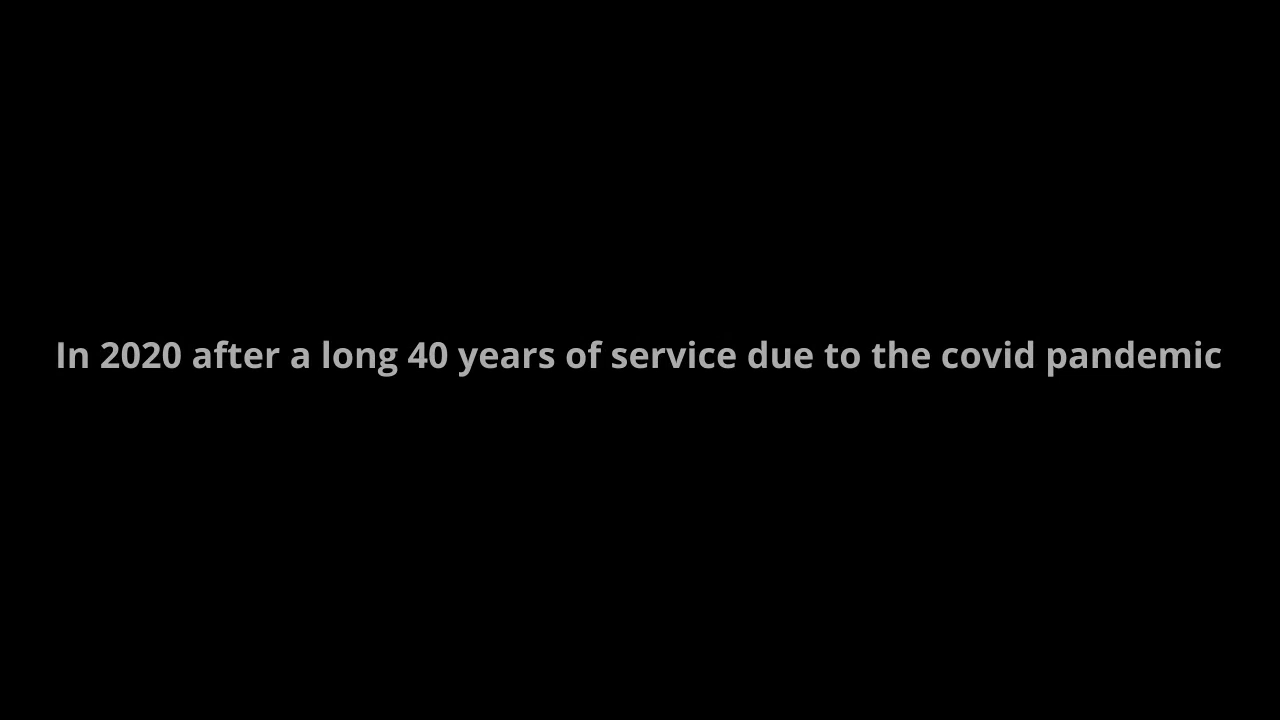 In 2020 after a long 40 years of service due to the covid pandemic